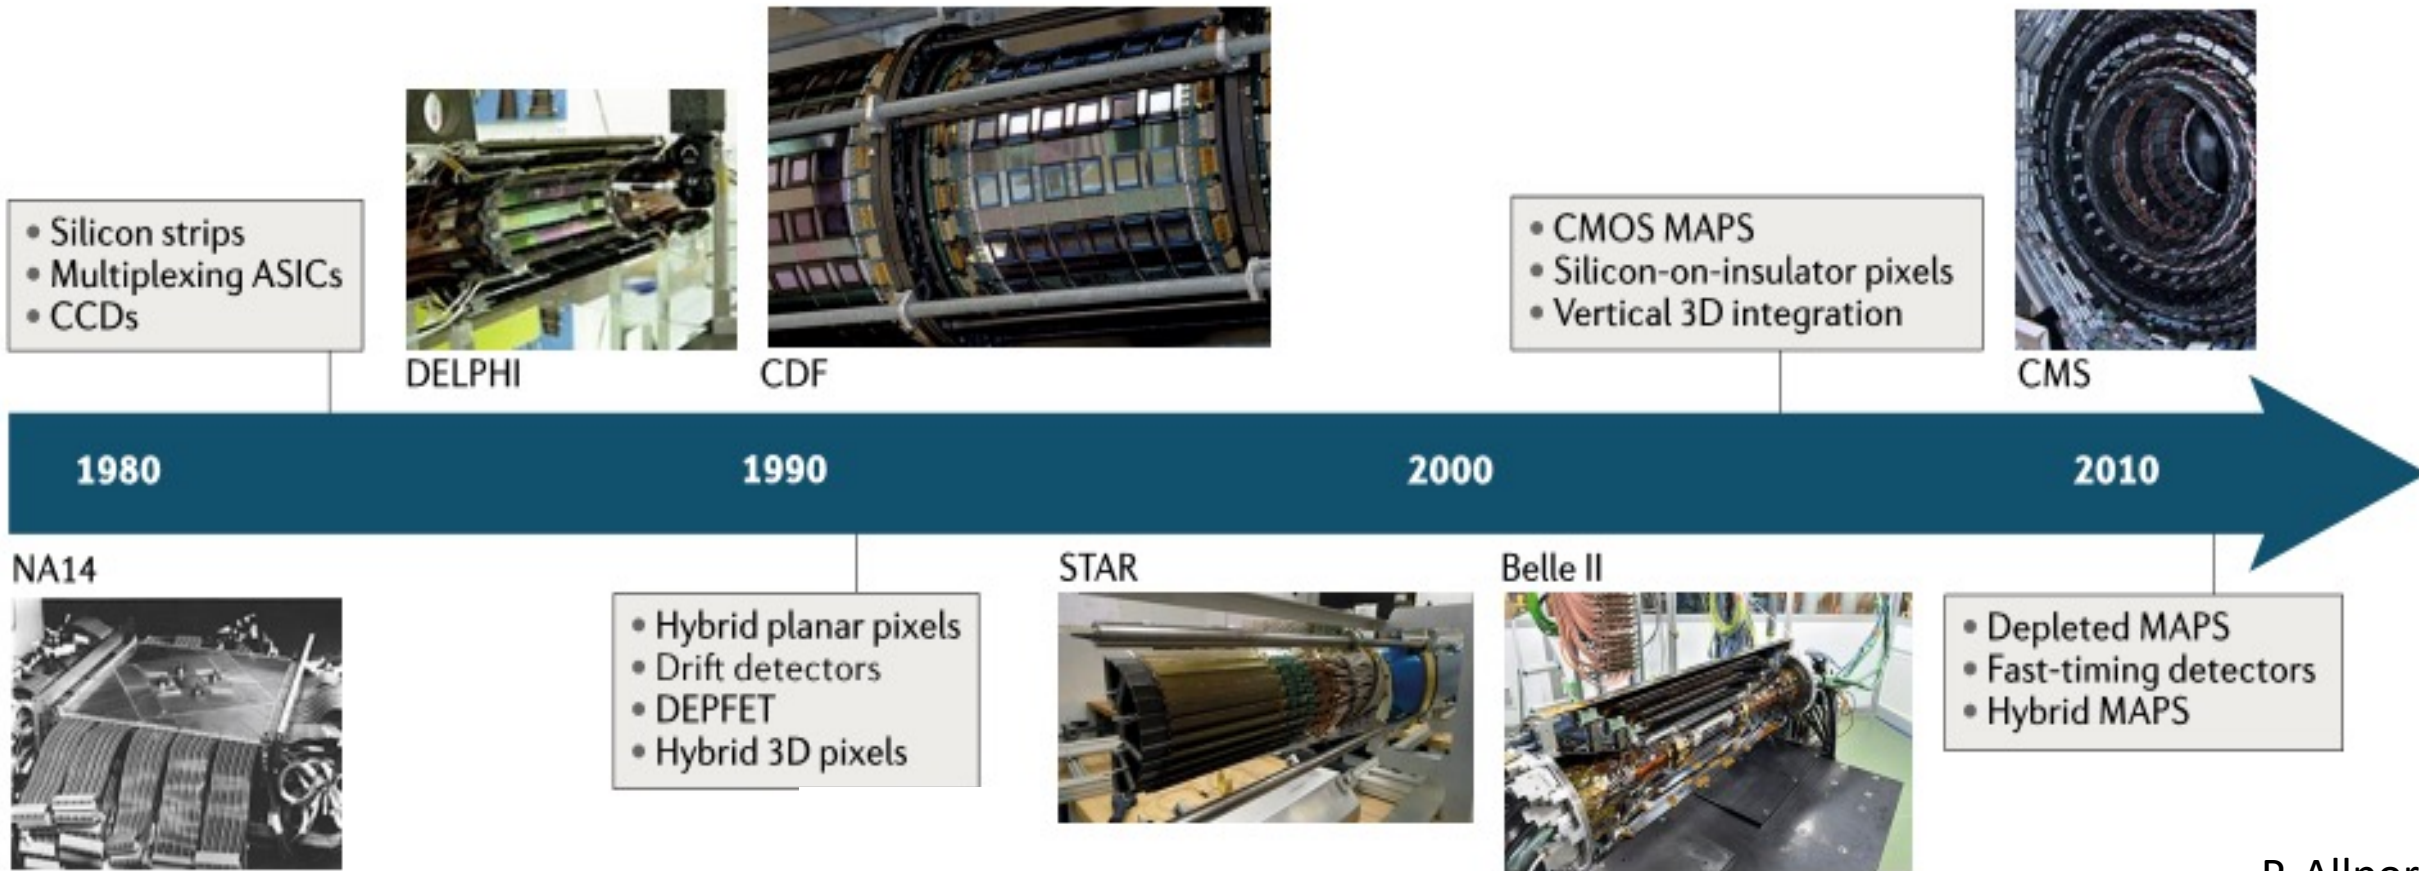 • Silicon strips
• Multiplexing ASICs
• CCDs
DELPHI
CDF
• CMOS MAPS
• Silicon-on-insulator pixels
• Vertical 3D integration
CMS
1980
1990
2000
2010
NA14
• Hybrid planar pixels
• Drift detectors
• DEPFET
• Hybrid 3D pixels
STAR
Belle II
• Depleted MAPS
• Fast-timing detectors
• Hybrid MAPS